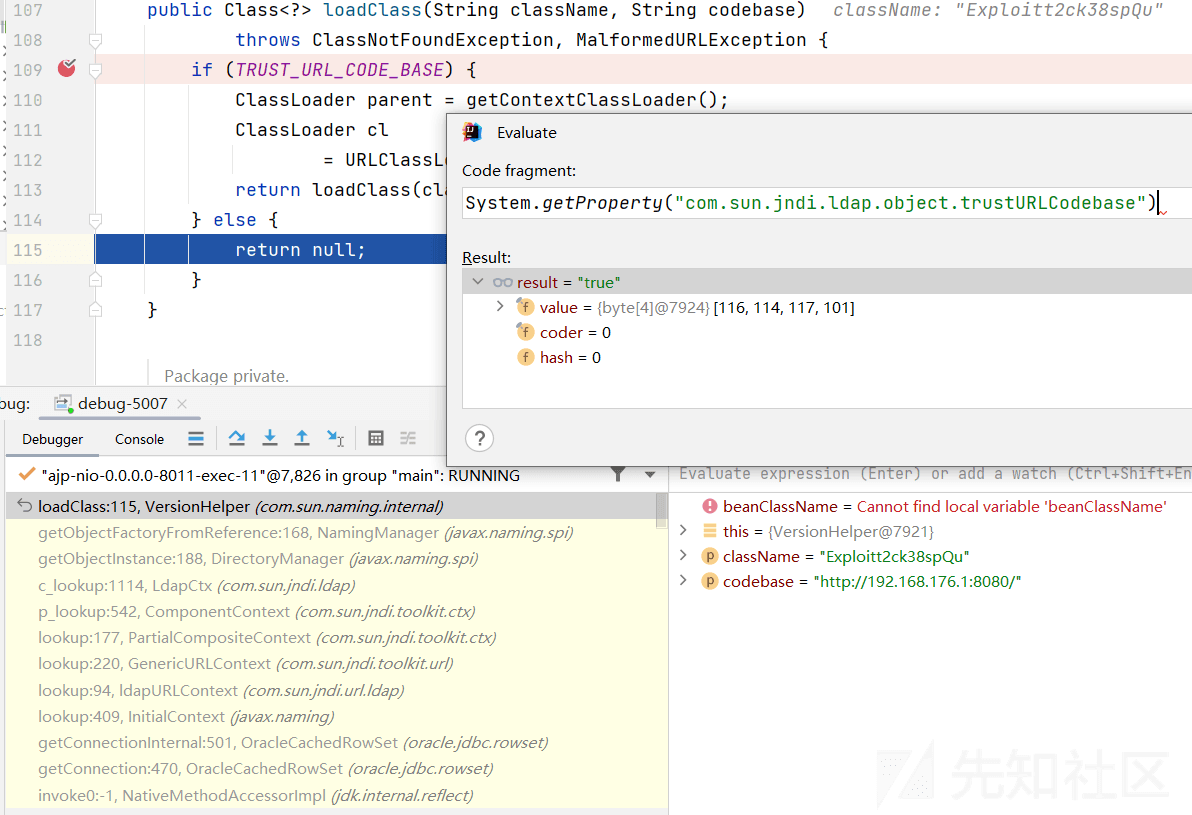 107 public Class<?> loadClass(String className, String codebase) className: "Exploitt2ck38spQu"
108 throws ClassNotFoundException, MalformedURLException {
109 if (TRUST_URL_CODE_BASE) {
110 ClassLoader parent = getContextClassLoader();
111 ClassLoader cl
112 = URLClassL
113 return loadClass(cla
114 } else {
115 return null;
116 }
117 }
118
Package private.
Evaluate
Code fragment:
System.getProperty("com.sun.jndi.ldap.object.trustURLCodebase")
Result:
result = "true"
value = {byte[4]@7924} [116, 114, 117, 101]
coder = 0
hash = 0
?
bug: debug-5007
Debugger Console
"ajp-nio-0.0.0.0-8011-exec-11"@7,826 in group "main": RUNNING
loadClass:115, VersionHelper (com.sun.naming.internal)
getObjectFactoryFromReference:168, NamingManager (javax.naming.spi)
getObjectInstance:188, DirectoryManager (javax.naming.spi)
c_lookup:1114, LdapCtx (com.sun.jndi.ldap)
p_lookup:542, ComponentContext (com.sun.jndi.toolkit.ctx)
lookup:177, PartialCompositeContext (com.sun.jndi.toolkit.ctx)
lookup:220, GenericURLContext (com.sun.jndi.toolkit.url)
lookup:94, ldapURLContext (com.sun.jndi.url.ldap)
lookup:409, InitialContext (javax.naming)
getConnectionInternal:501, OracleCachedRowSet (oracle.jdbc.rowset)
getConnection:470, OracleCachedRowSet (oracle.jdbc.rowset)
invoke0:-1, NativeMethodAccessorImpl (jdk.internal.reflect)
Evaluate expression (Enter) or add a watch (Ctrl+Shift+En
beanClassName = Cannot find local variable 'beanClassName'
this = {VersionHelper@7921}
className = "Exploitt2ck38spQu"
codebase = "http://192.168.176.1:8080/"
先知社区